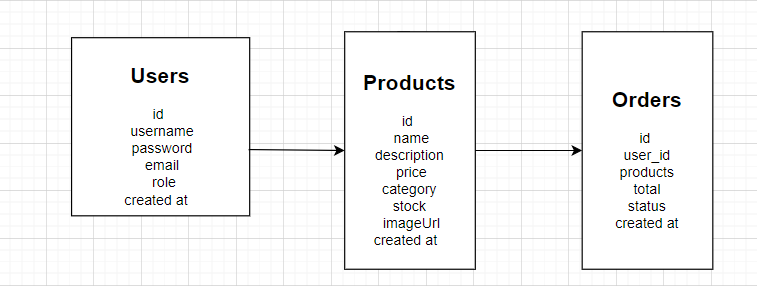 Users
id
username
password
email
role
created at
Products
id
name
description
price
category
stock
imageUrl
created at
Orders
id
user_id
products
total
status
created at